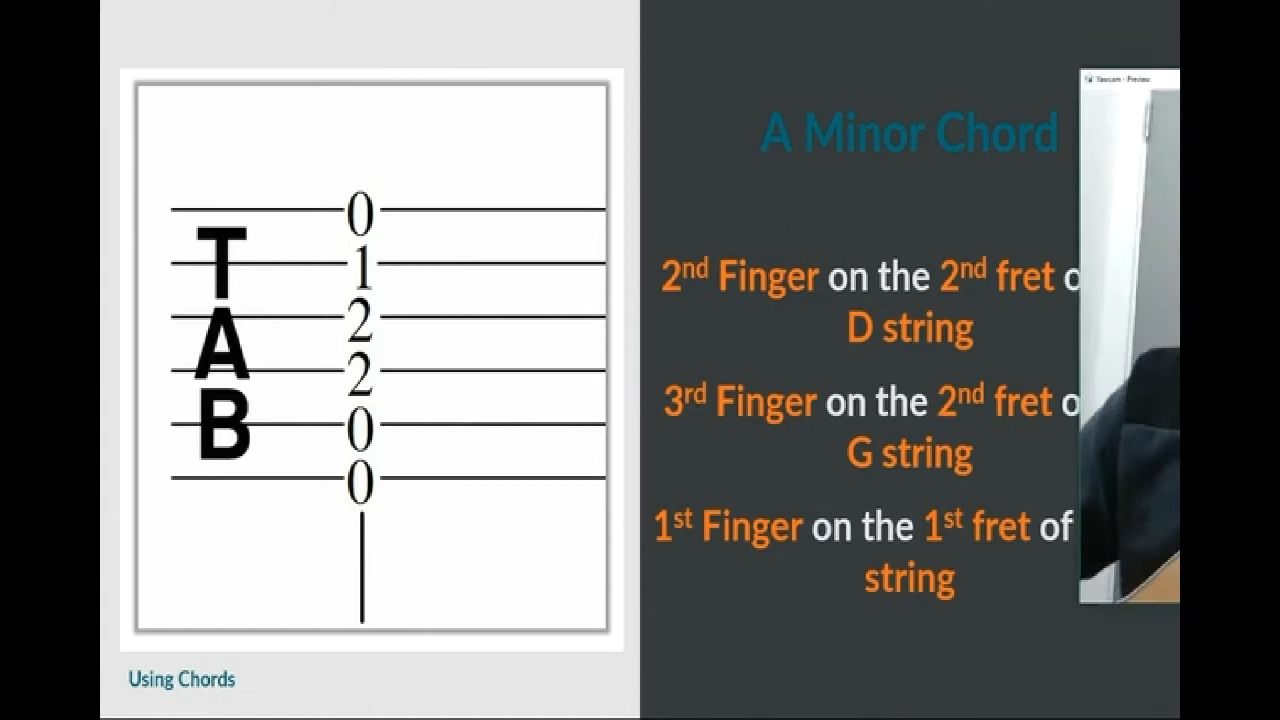 0
1
2
2
0
0
T
A
B
Using Chords
A Minor Chord
2nd Finger on the 2nd fret
D string
3rd Finger on the 2nd fret
G string
1st Finger on the 1st fret of
string
Preview